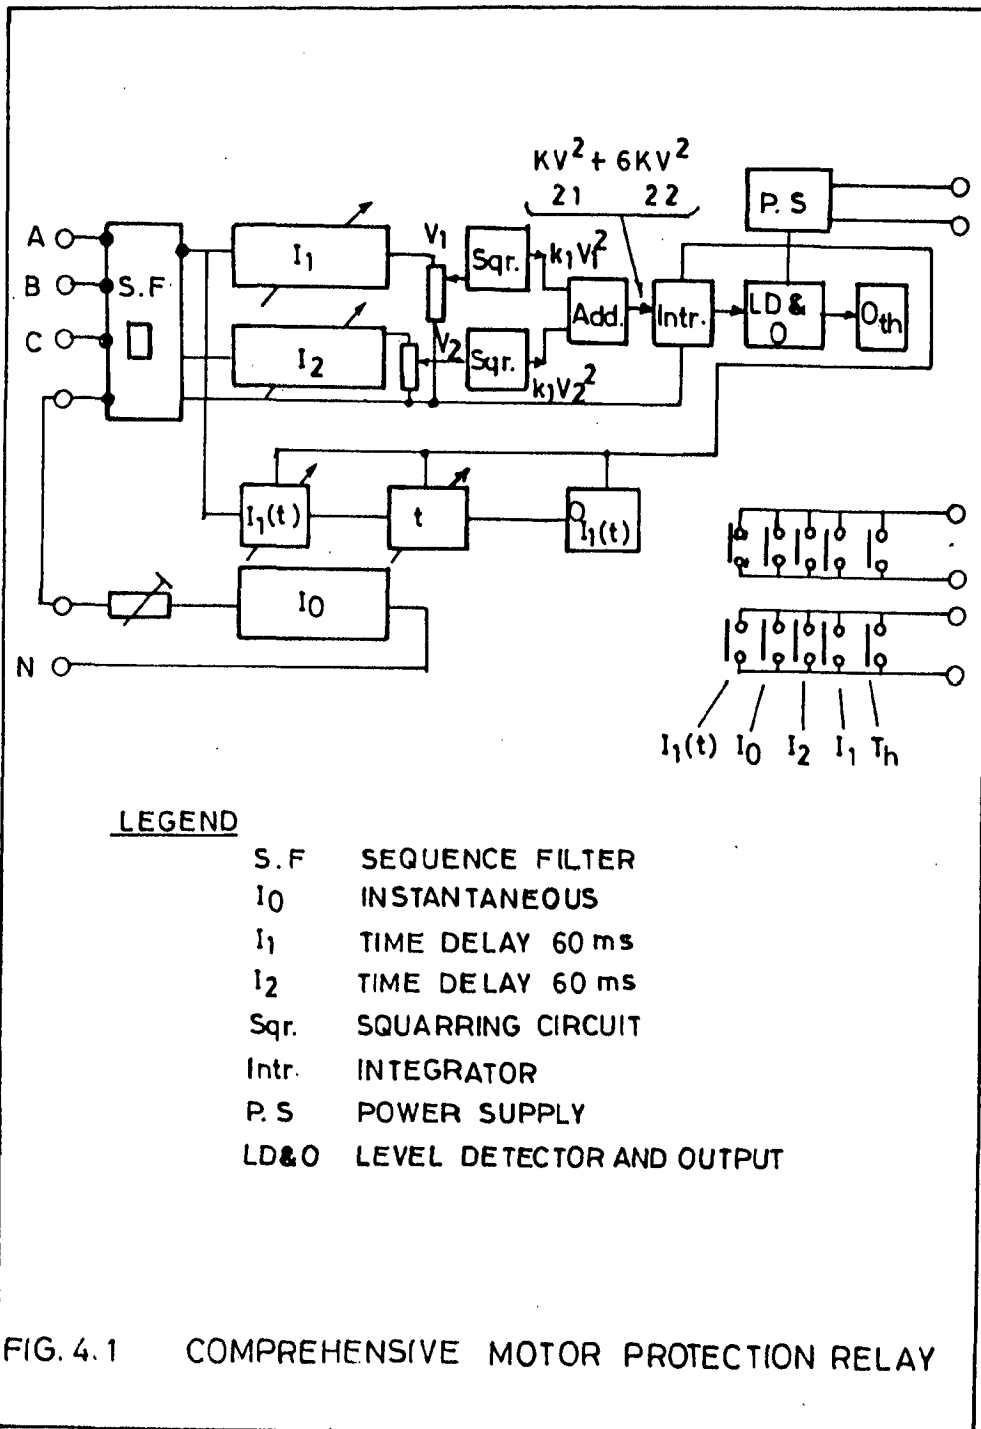 KV² + 6KV²
21 22
P.S
A
B
C
S.F
I₁
I₂
V₁
V₂
Sqr.
k₁V₁²
Sqr.
k₁V₂²
Add.
Intr.
LD &
O
Oth
I₁(t)
t
O I₁(t)
I₀
N
I₁(t) I₀ I₂ I₁ Th
LEGEND
S.F SEQUENCE FILTER
I₀ INSTANTANEOUS
I₁ TIME DELAY 60 ms
I₂ TIME DELAY 60 ms
Sqr. SQUARRING CIRCUIT
Intr. INTEGRATOR
P.S POWER SUPPLY
LD&O LEVEL DETECTOR AND OUTPUT
FIG. 4.1 COMPREHENSIVE MOTOR PROTECTION RELAY